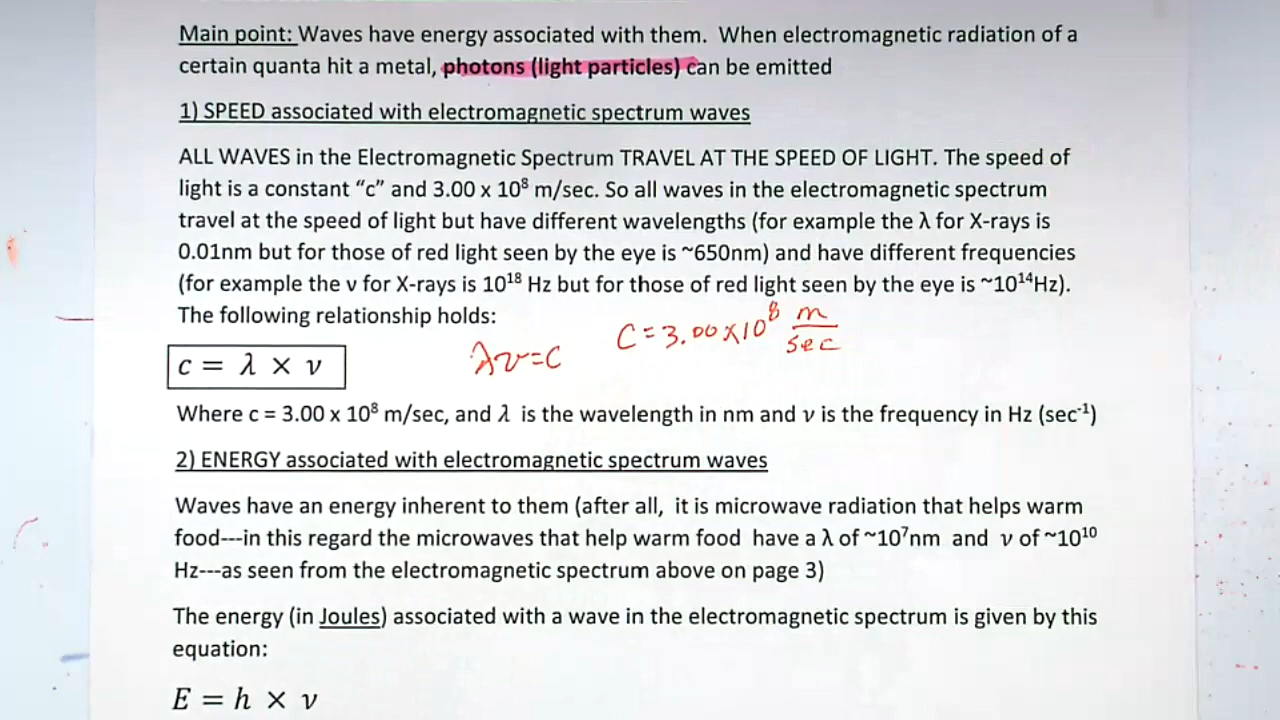 Main point: Waves have energy associated with them. When electromagnetic radiation of a
certain quanta hit a metal, photons (light particles) can be emitted
1) SPEED associated with electromagnetic spectrum waves
ALL WAVES in the Electromagnetic Spectrum TRAVEL AT THE SPEED OF LIGHT. The speed of
light is a constant “c” and 3.00 x 10⁸ m/sec. So all waves in the electromagnetic spectrum
travel at the speed of light but have different wavelengths (for example the λ for X-rays is
0.01nm but for those of red light seen by the eye is ~650nm) and have different frequencies
(for example the ν for X-rays is 10¹⁸ Hz but for those of red light seen by the eye is ~10¹⁴Hz).
The following relationship holds:
C = 3.00 x 10⁸ m/sec
c = λ × ν
λν=C
Where c = 3.00 x 10⁸ m/sec, and λ is the wavelength in nm and ν is the frequency in Hz (sec⁻¹)
2) ENERGY associated with electromagnetic spectrum waves
Waves have an energy inherent to them (after all, it is microwave radiation that helps warm
food---in this regard the microwaves that help warm food have a λ of ~10⁷nm and ν of ~10¹⁰
Hz---as seen from the electromagnetic spectrum above on page 3)
The energy (in Joules) associated with a wave in the electromagnetic spectrum is given by this
equation:
E = h × ν